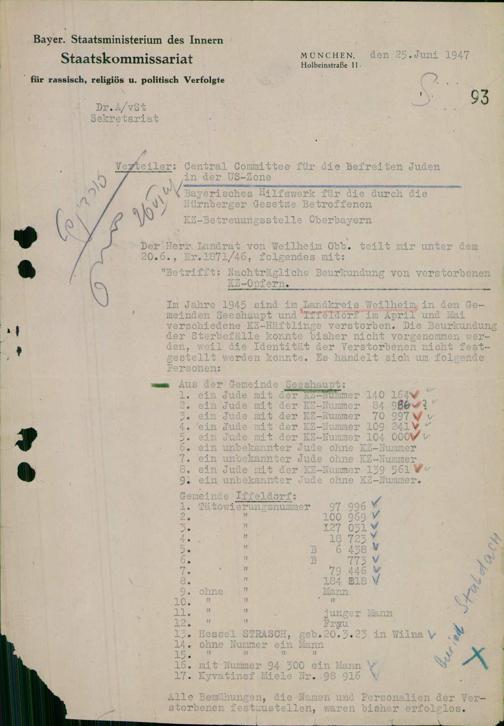 Bayer. Staatsministerium des Innern
Staatskommissariat
für rassisch, religiös u. politisch Verfolgte
MÜNCHEN, den 25.Juni 1947
Holbeinstraße 11
93
Dr.A/vSt
Sekretariat
Verteiler: Central Committee für die Befreiten Juden
in der US-Zone
Bayerisches Hilfswerk für die durch die
Nürnberger Gesetze Betroffenen
KZ-Betreuungsstelle Oberbayern
Der Herr Landrat von Weilheim Obb. teilt mir unter dem
20.6., Nr.1871/46, folgendes mit:
"Betrifft: Nachträgliche Beurkundung von verstorbenen
KZ-Opfern.
Im Jahre 1945 sind im Landkreis Weilheim in den Ge-
meinden Seeshaupt und Iffeldorf im April und Mai
verschiedene KZ-Häftlinge verstorben. Die Beurkundung
der Sterbefälle konnte bisher nicht vorgenommen wer-
den, weil die Identität der Verstorbenen nicht fest-
gestellt werden konnte. Es handelt sich um folgende
Personen:
Aus der Gemeinde Seeshaupt:
1. ein Jude mit der KZ-Nummer 140 164
2. ein Jude mit der KZ-Nummer 84 986 ?
3. ein Jude mit der KZ-Nummer 70 997
4. ein Jude mit der KZ-Nummer 109 241
5. ein Jude mit der KZ-Nummer 104 000
6. ein unbekannter Jude ohne KZ-Nummer
7. ein unbekannter Jude ohne KZ-Nummer
8. ein Jude mit der KZ-Nummer 139 561
9. ein unbekannter Jude ohne KZ-Nummer.
Gemeinde Iffeldorf:
1. Tätowierungsnummer 97 996
2. " 100 969
3. " 127 031
4. " 18 723
5. " B 6 438
6. " B 773
7. " 79 446
8. " 184 818
9. ohne " Mann
10. " " "
11. " " junger Mann
12. " " Frau
13. Hessel STRASCH, geb.20.3.23 in Wilna
14. ohne Nummer ein Mann
15. " " " "
16. mit Nummer 94 300 ein Mann
17. Kyvatinef Miele Nr. 98 916
Alle Bemühungen, die Namen und Personalien der Ver-
storbenen festzustellen, waren bisher erfolglos.